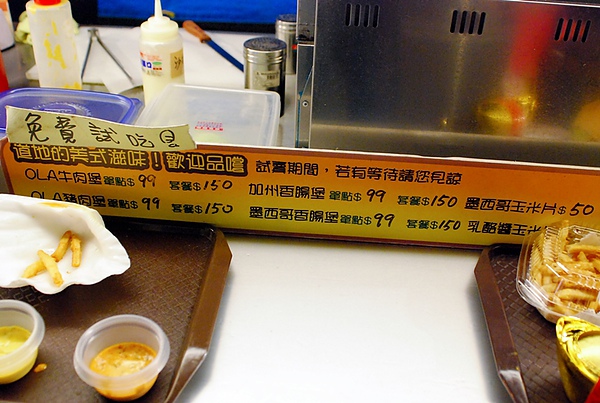 免費試吃
道地的美式滋味！歡迎品嚐 試賣期間，若有等待請您見諒
OLA牛肉堡 單點$99 套餐$150 加州香腸堡 單點$99 套餐$150 墨西哥玉米片$50
OLA豬肉堡 單點$99 套餐$150 墨西哥香腸堡 單點$99 套餐$150 乳酪醬玉米